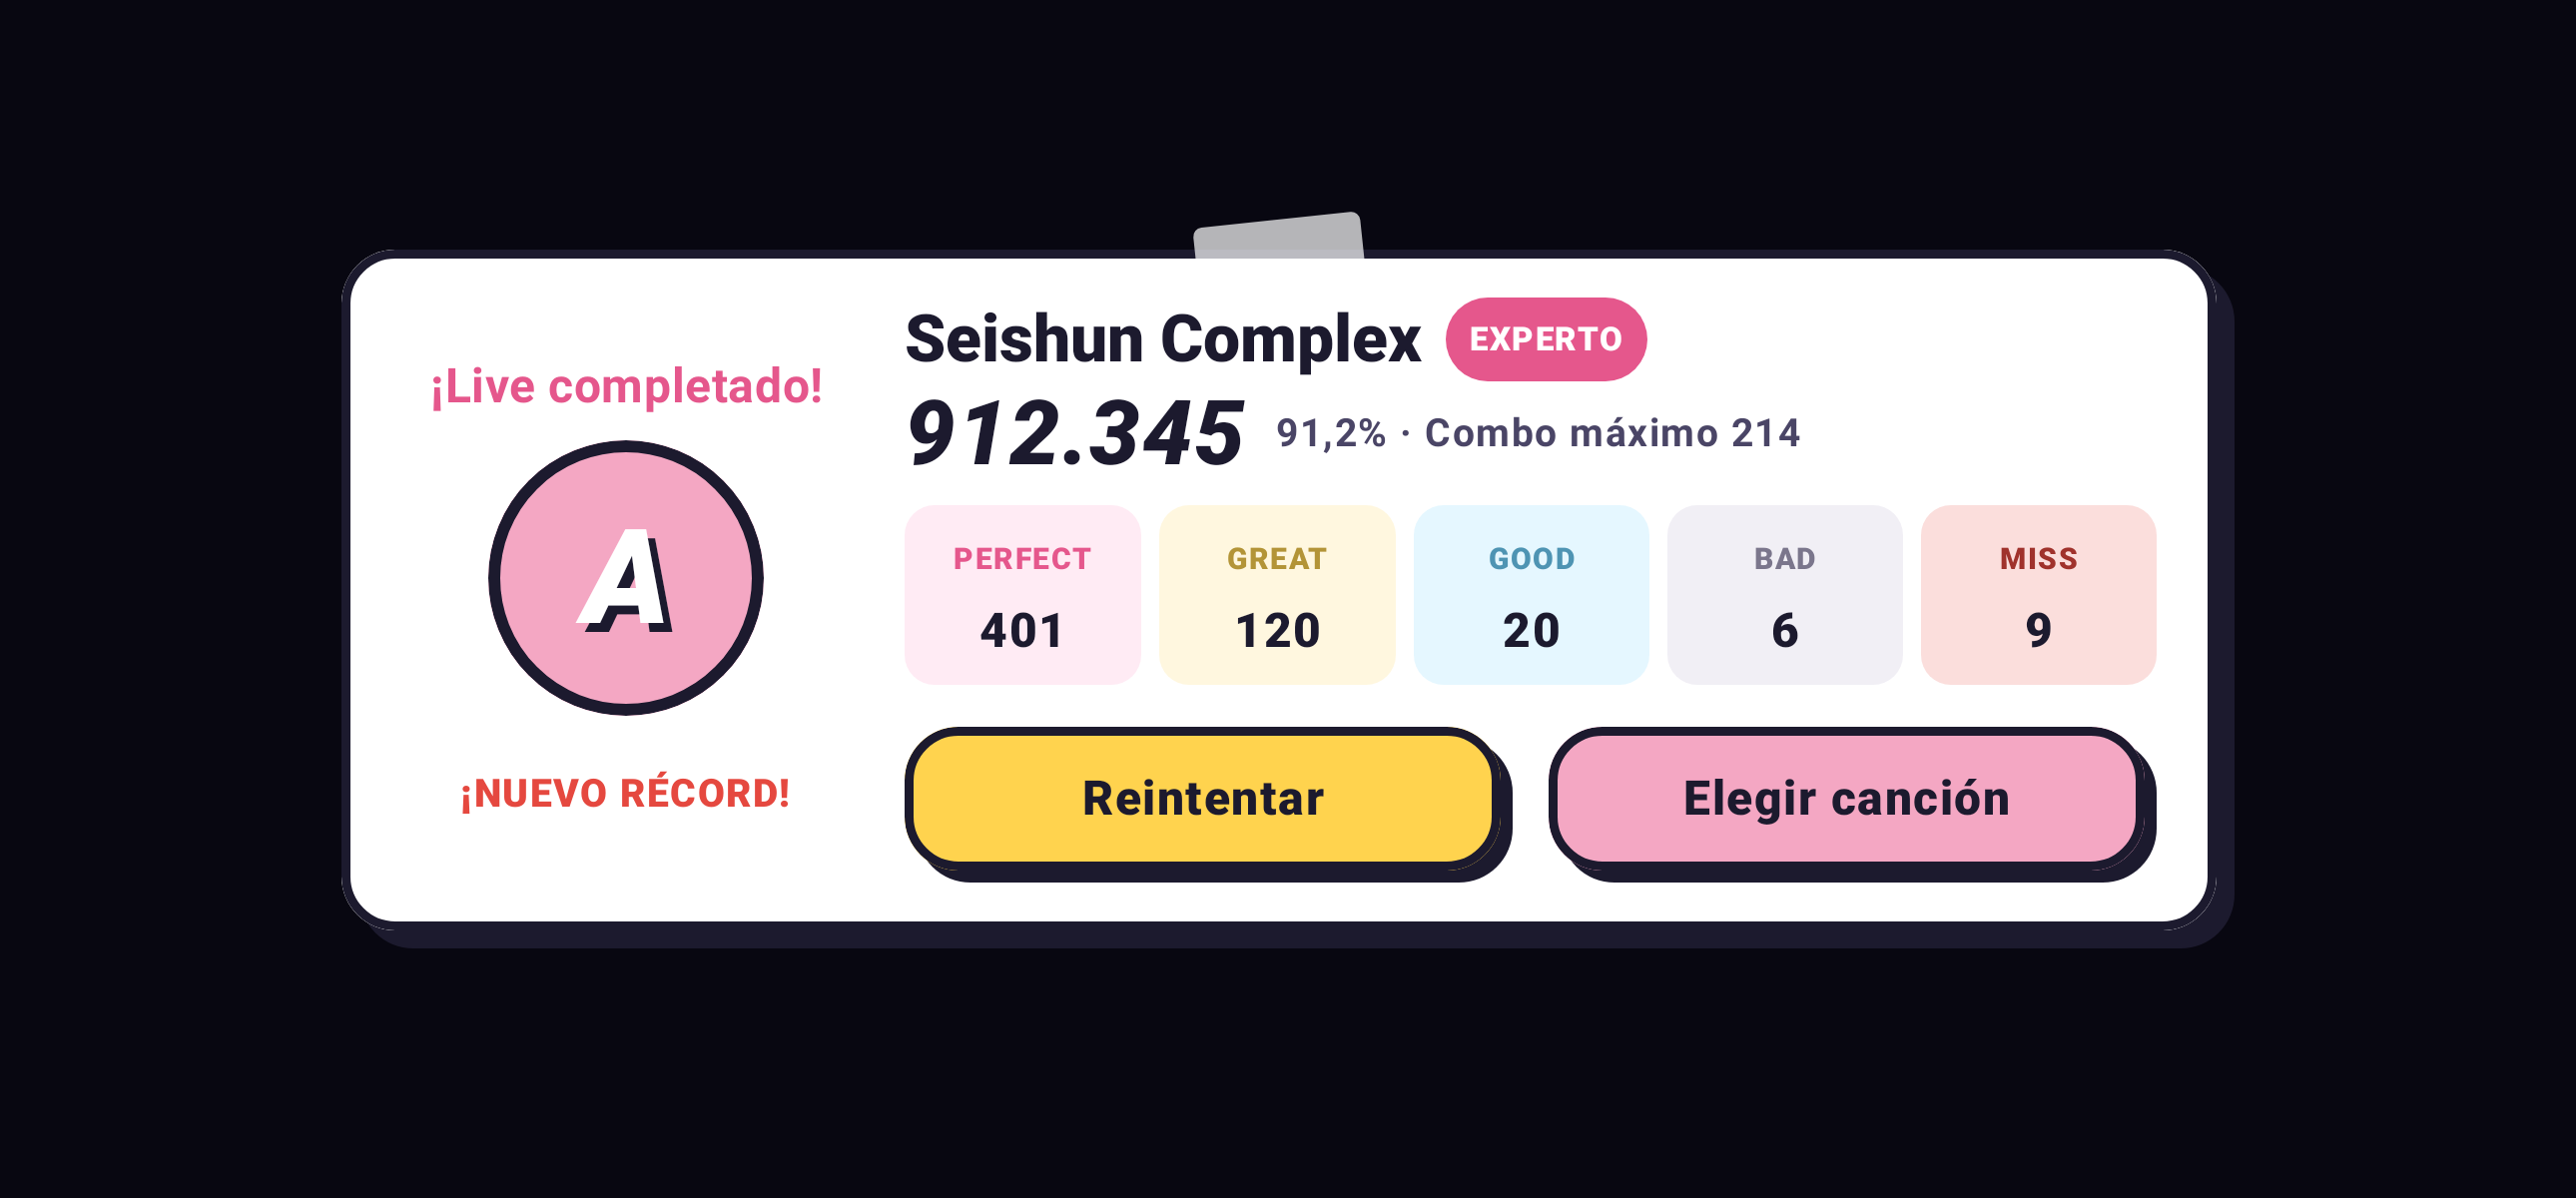 ¡Live completado!
A
¡NUEVO RÉCORD!
Seishun Complex EXPERTO
912.345 91,2% · Combo máximo 214
PERFECT GREAT GOOD BAD MISS
401 120 20 6 9
Reintentar Elegir canción